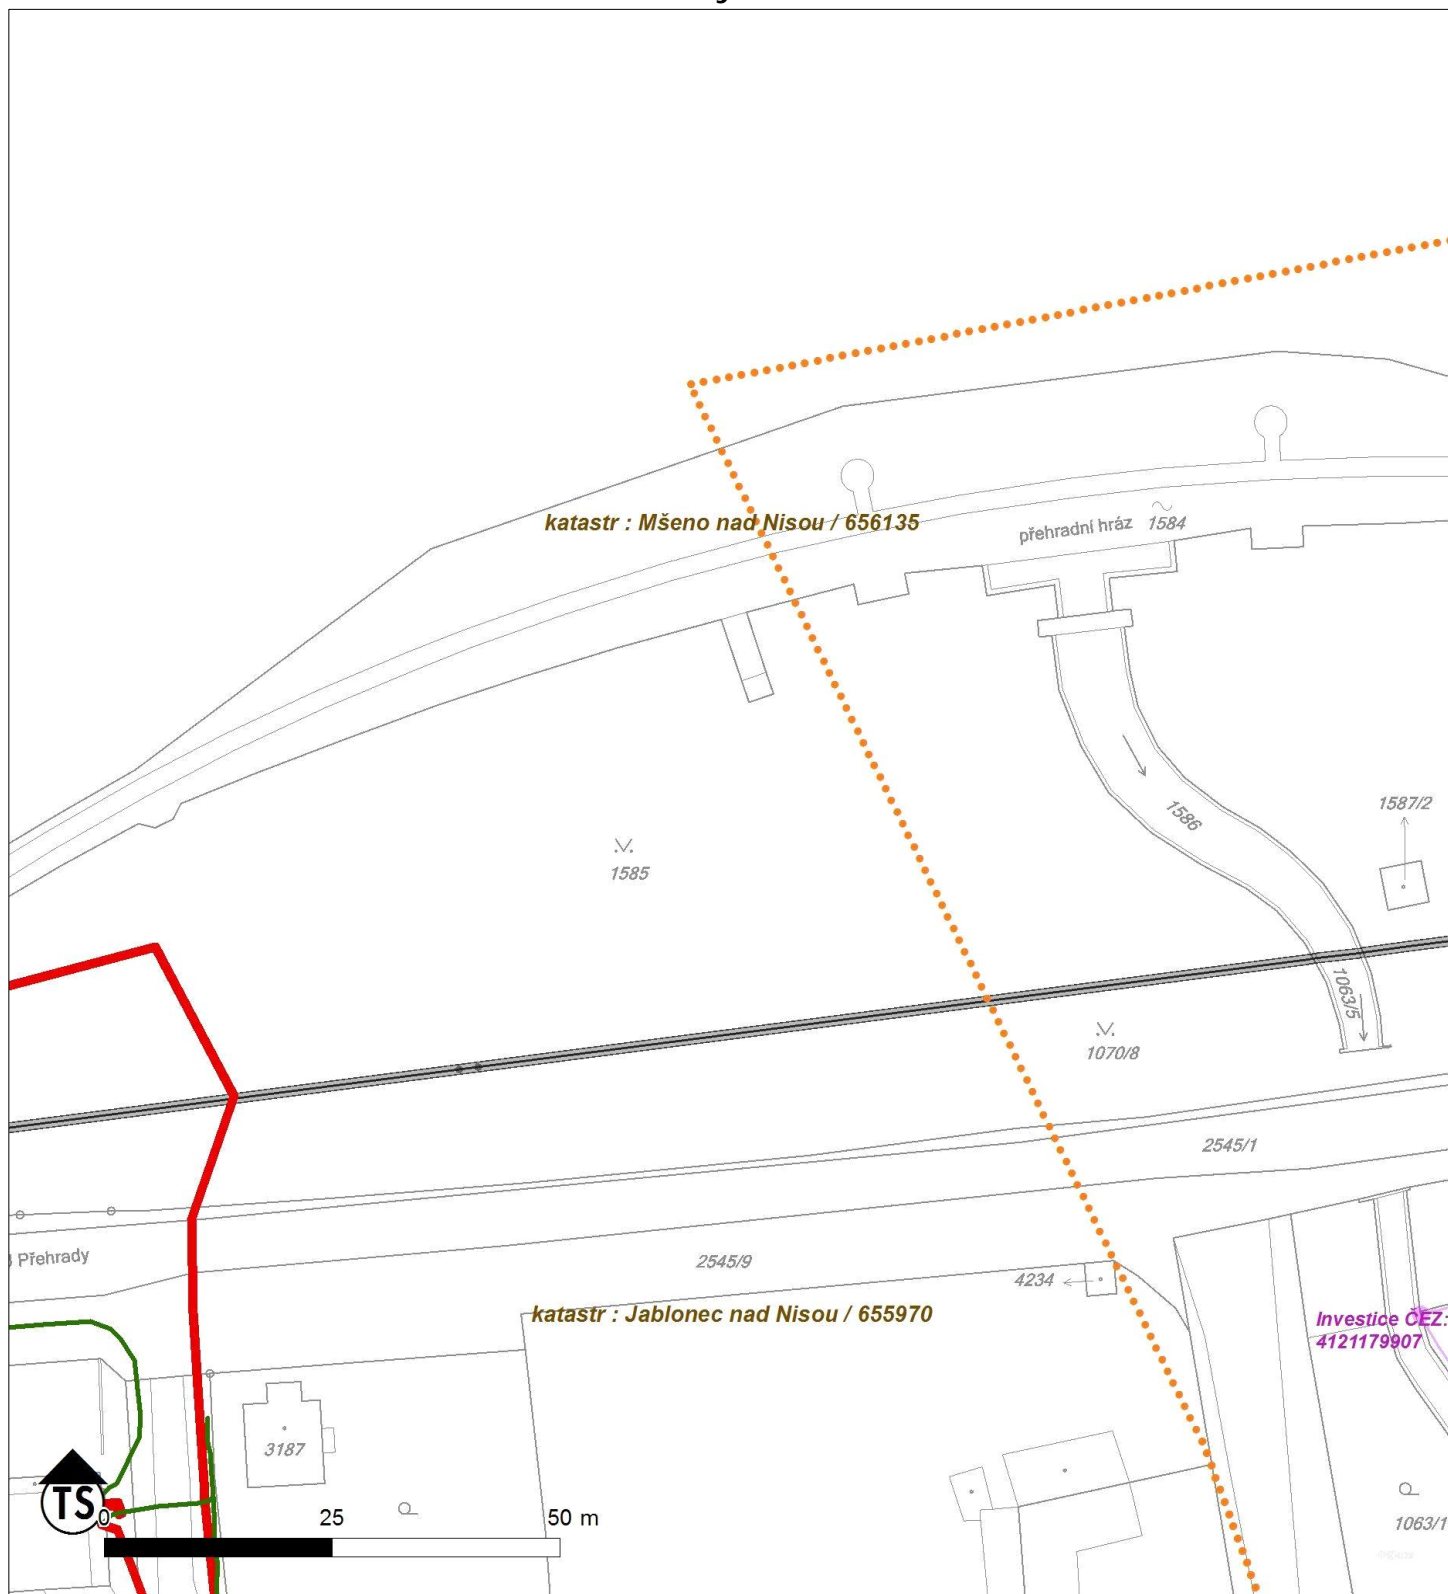 katastr : Mšeno nad Nisou / 656135
přehradní hráz 1584
1586
1587/2
1585
1063/5
1070/8
2545/1
Přehrady
2545/9
4234
katastr : Jablonec nad Nisou / 655970
Investice ČEZ:
4121179907
3187
TS
0 25 50 m
1063/1